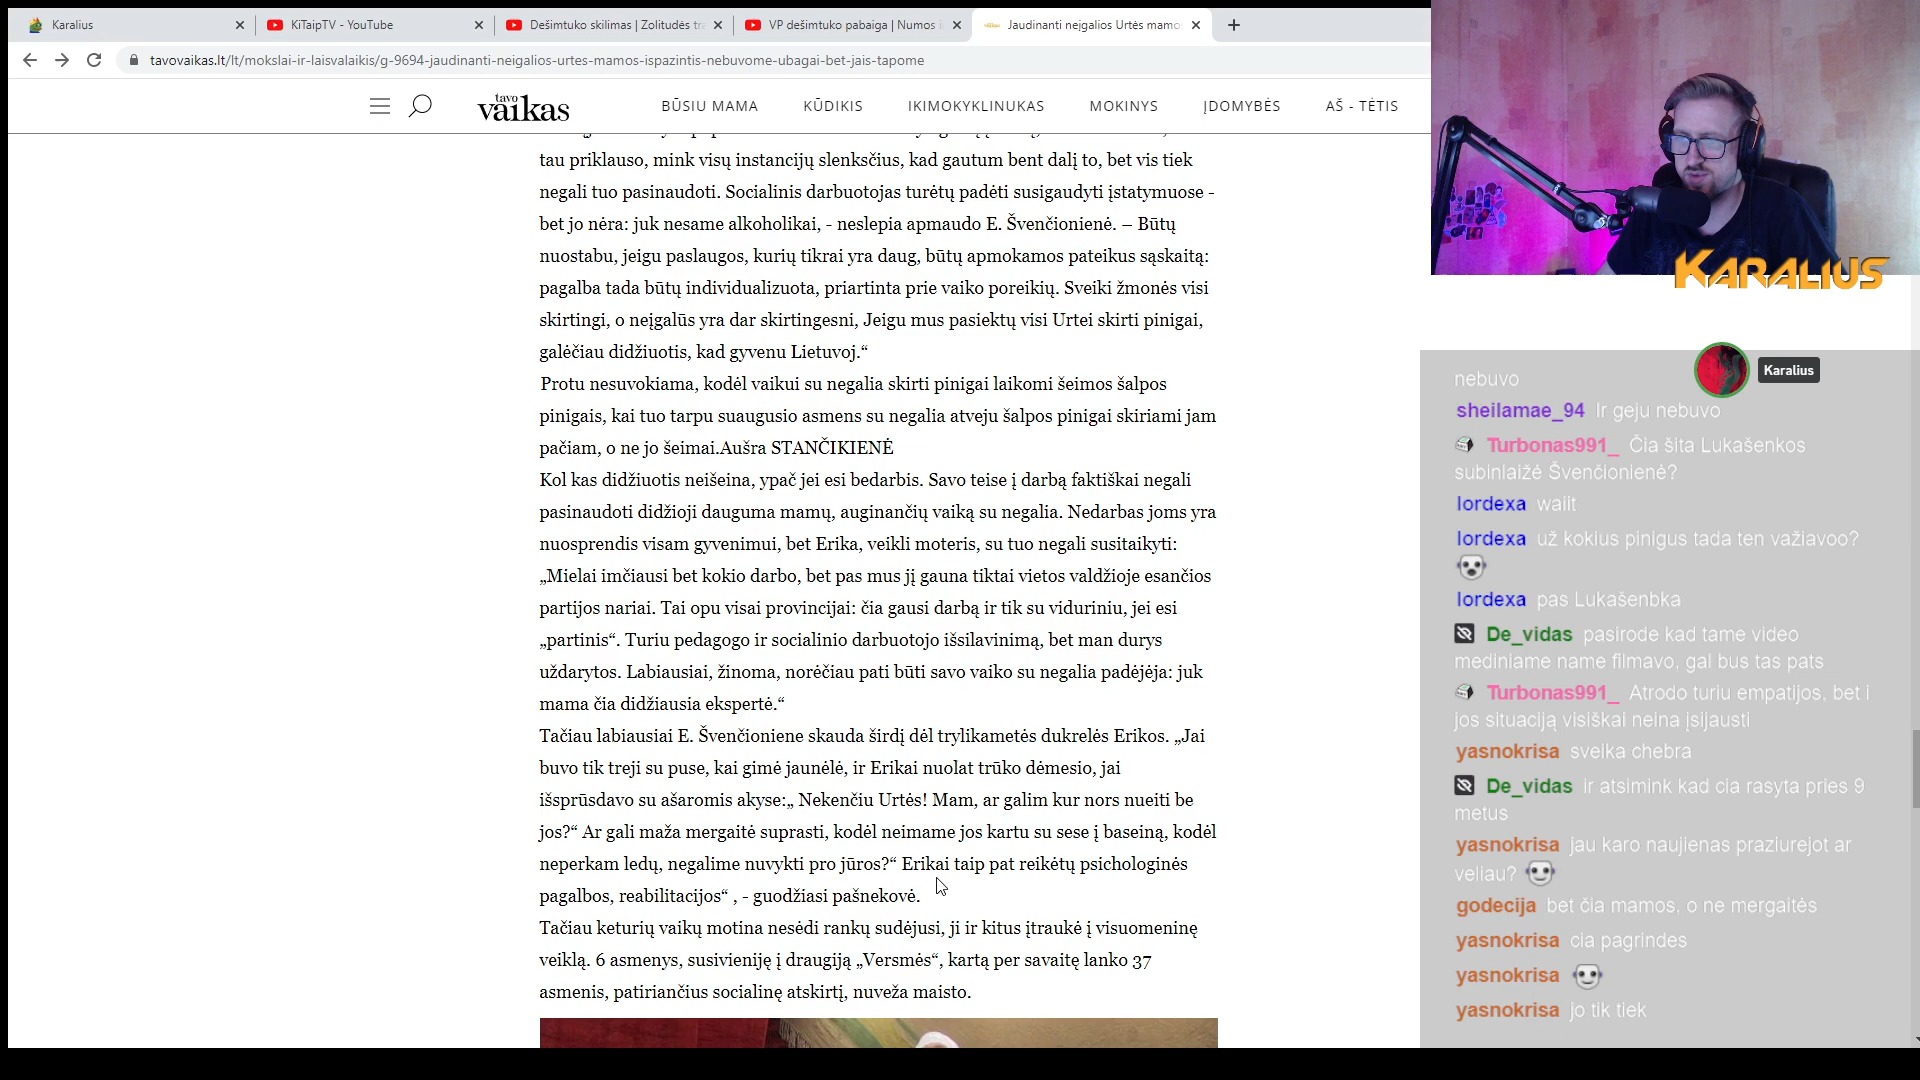 Karalius
KiTaipTV - YouTube
Dešimtuko skilimas | Zolitudės tr
VP dešimtuko pabaiga | Numos i
Jaudinanti neįgalios Urtės mamo
tavovaikas.lt/lt/mokslai-ir-laisvalaikis/g-9694-jaudinanti-neigalios-urtes-mamos-ispazintis-nebuvome-ubagai-bet-jais-tapome
tavo
vaikas
BŪSIU MAMA
KŪDIKIS
IKIMOKYKLINUKAS
MOKINYS
ĮDOMYBĖS
AŠ - TĖTIS
tau priklauso, mink visų instancijų slenksčius, kad gautum bent dalį to, bet vis tiek
negali tuo pasinaudoti. Socialinis darbuotojas turėtų padėti susigaudyti įstatymuose -
bet jo nėra: juk nesame alkoholikai, - neslepia apmaudo E. Švenčionienė. – Būtų
nuostabu, jeigu paslaugos, kurių tikrai yra daug, būtų apmokamos pateikus sąskaitą:
pagalba tada būtų individualizuota, priartinta prie vaiko poreikių. Sveiki žmonės visi
skirtingi, o neįgalūs yra dar skirtingesni, Jeigu mus pasiektų visi Urtei skirti pinigai,
galėčiau didžiuotis, kad gyvenu Lietuvoj.“
Protu nesuvokiama, kodėl vaikui su negalia skirti pinigai laikomi šeimos šalpos
pinigais, kai tuo tarpu suaugusio asmens su negalia atveju šalpos pinigai skiriami jam
pačiam, o ne jo šeimai.Aušra STANČIKIENĖ
Kol kas didžiuotis neišeina, ypač jei esi bedarbis. Savo teise į darbą faktiškai negali
pasinaudoti didžioji dauguma mamų, auginančių vaiką su negalia. Nedarbas joms yra
nuosprendis visam gyvenimui, bet Erika, veikli moteris, su tuo negali susitaikyti:
„Mielai imčiausi bet kokio darbo, bet pas mus jį gauna tiktai vietos valdžioje esančios
partijos nariai. Tai opu visai provincijai: čia gausi darbą ir tik su viduriniu, jei esi
„partinis“. Turiu pedagogo ir socialinio darbuotojo išsilavinimą, bet man durys
uždarytos. Labiausiai, žinoma, norėčiau pati būti savo vaiko su negalia padėjėja: juk
mama čia didžiausia ekspertė.“
Tačiau labiausiai E. Švenčioniene skauda širdį dėl trylikametės dukrelės Erikos. „Jai
buvo tik treji su puse, kai gimė jaunėlė, ir Erikai nuolat trūko dėmesio, jai
išsprūsdavo su ašaromis akyse:„ Nekenčiu Urtės! Mam, ar galim kur nors nueiti be
jos?“ Ar gali maža mergaitė suprasti, kodėl neimame jos kartu su sese į baseiną, kodėl
neperkam ledų, negalime nuvykti pro jūros?“ Erikai taip pat reikėtų psichologinės
pagalbos, reabilitacijos“ , - guodžiasi pašnekovė.
Tačiau keturių vaikų motina nesėdi rankų sudėjusi, ji ir kitus įtraukė į visuomeninę
veiklą. 6 asmenys, susivieniję į draugiją „Versmės“, kartą per savaitę lanko 37
asmenis, patiriančius socialinę atskirtį, nuveža maisto.
KARALIUS
Karalius
nebuvo
sheilamae_94 Ir geju nebuvo
Turbonas991_ Čia šita Lukašenkos
subinlaižė Švenčionienė?
lordexa waiit
lordexa už kokius pinigus tada ten važiavoo?
lordexa pas Lukašenbka
De_vidas pasirode kad tame video
mediniame name filmavo, gal bus tas pats
Turbonas991_ Atrodo turiu empatijos, bet i
jos situaciją visiškai neina įsijausti
yasnokrisa sveika chebra
De_vidas ir atsimink kad cia rasyta pries 9
metus
yasnokrisa jau karo naujienas praziurejot ar
veliau?
godecija bet čia mamos, o ne mergaitės
yasnokrisa cia pagrindes
yasnokrisa
yasnokrisa jo tik tiek